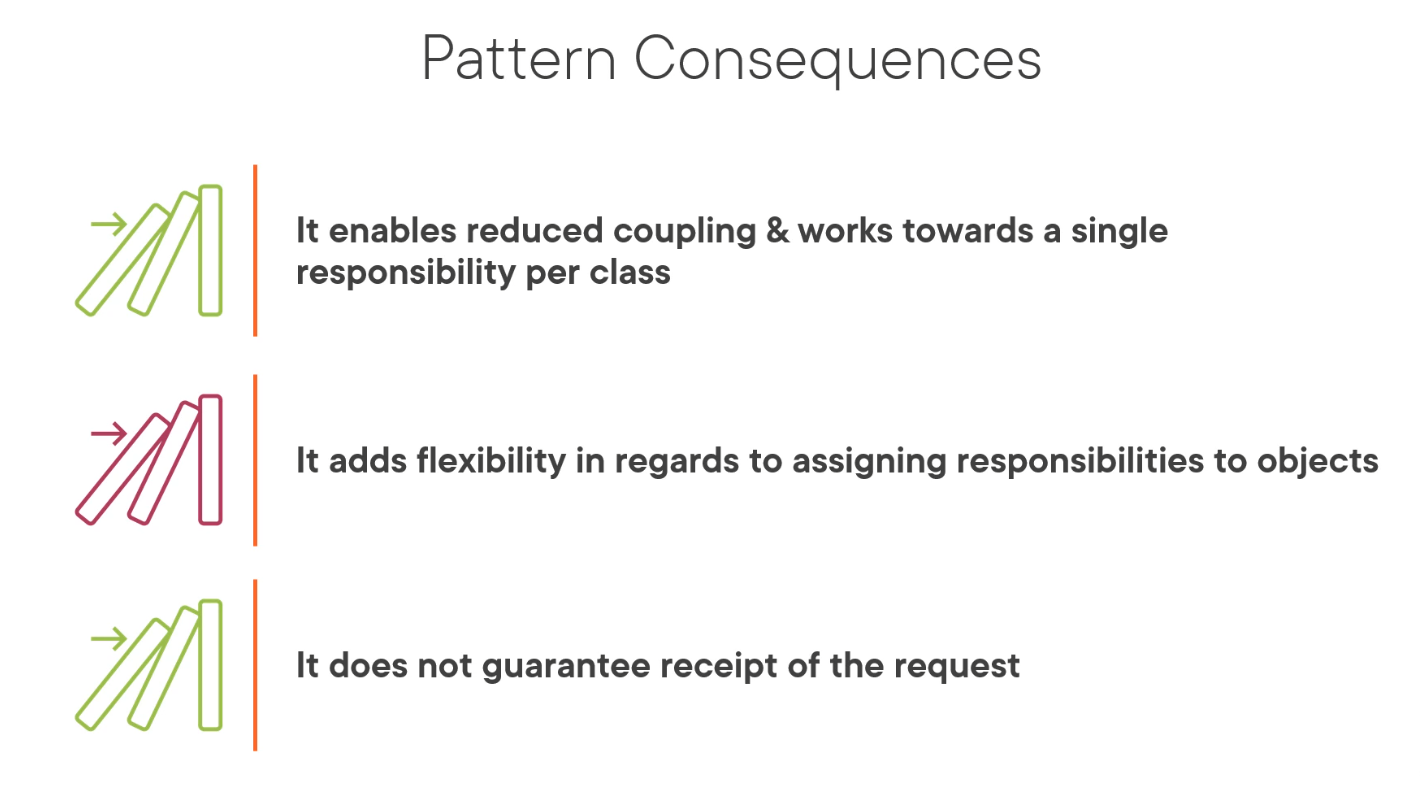 Pattern Consequences
It enables reduced coupling & works towards a single
responsibility per class
It adds flexibility in regards to assigning responsibilities to objects
It does not guarantee receipt of the request